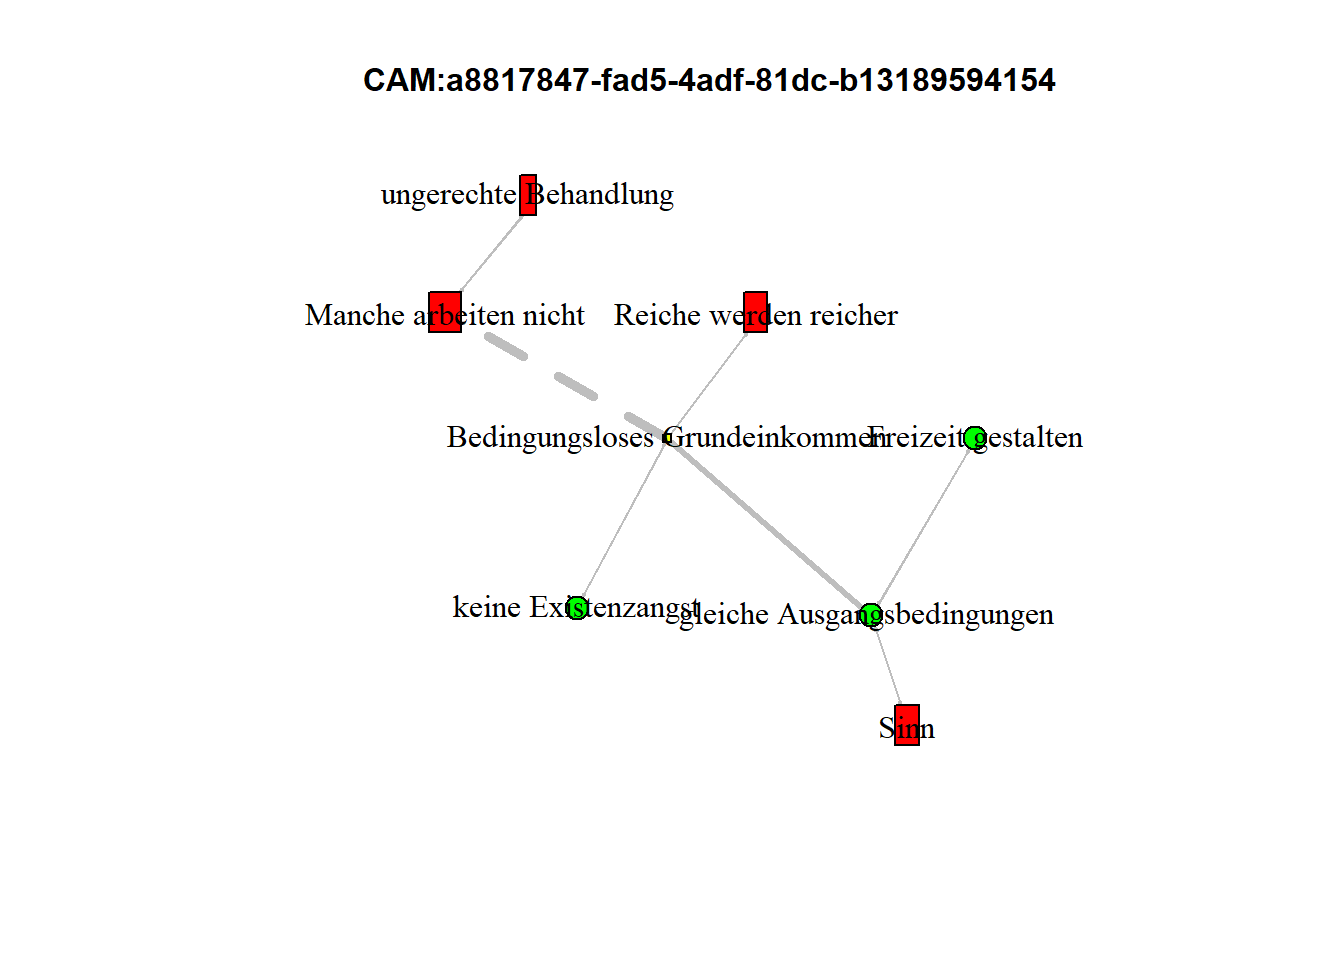 CAM:a8817847-fad5-4adf-81dc-b13189594154
ungerechte Behandlung
Manche arbeiten nicht
Reiche werden reicher
Bedingungsloses Grundeinkommen
Freizeit gestalten
keine Existenzangst
gleiche Ausgangsbedingungen
Sinn